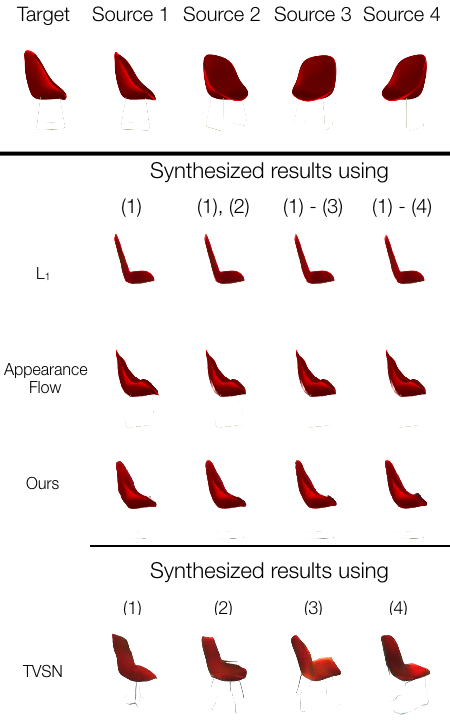 Target Source 1 Source 2 Source 3 Source 4
Synthesized results using
(1) (1), (2) (1) - (3) (1) - (4)
L₁
Appearance
Flow
Ours
Synthesized results using
(1) (2) (3) (4)
TVSN